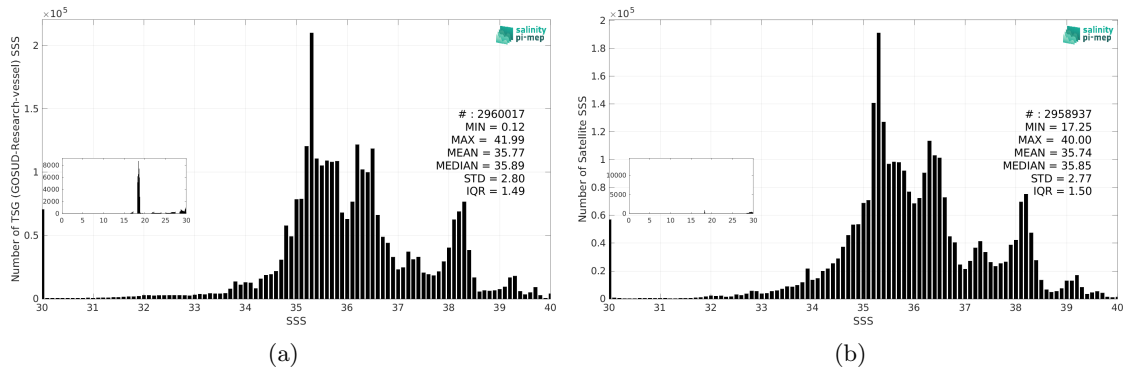 ×10^5
2
1.5
1
0.5
0
Number of TSG (GOSUD-Research-vessel) SSS
30 31 32 33 34 35 36 37 38 39 40
SSS
salinity
pi-mep
# : 2960017
MIN = 0.12
MAX = 41.99
MEAN = 35.77
MEDIAN = 35.89
STD = 2.80
IQR = 1.49
8000
6000
4000
2000
0
0 5 10 15 20 25 30
(a)
×10^5
2
1.8
1.6
1.4
1.2
1
0.8
0.6
0.4
0.2
0
Number of Satellite SSS
30 31 32 33 34 35 36 37 38 39 40
SSS
salinity
pi-mep
# : 2958937
MIN = 17.25
MAX = 40.00
MEAN = 35.74
MEDIAN = 35.85
STD = 2.77
IQR = 1.50
10000
5000
0
0 5 10 15 20 25 30
(b)